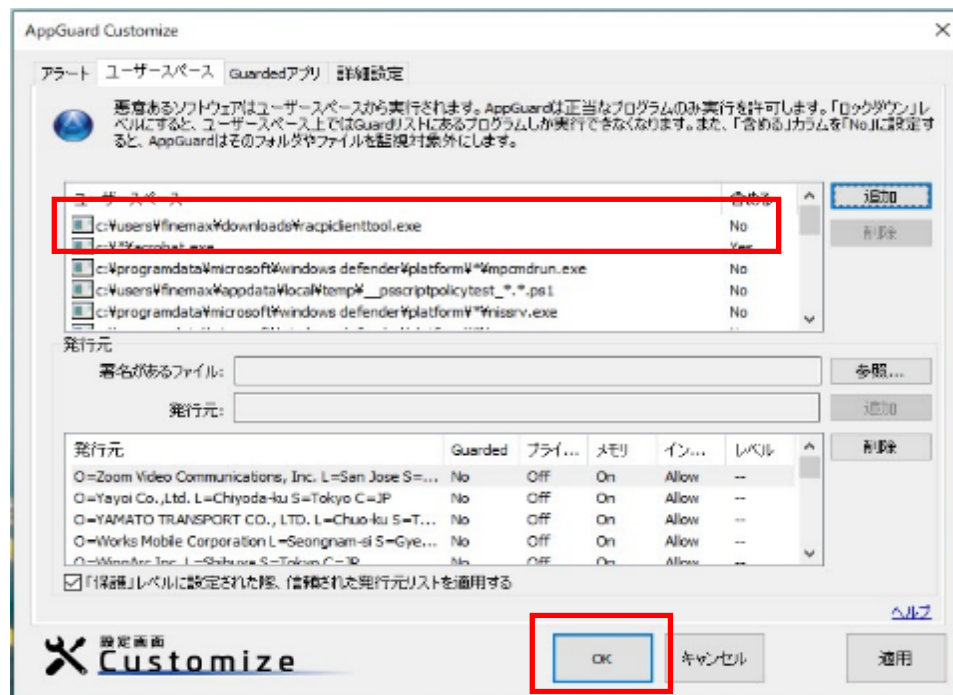 AppGuard Customize
アラート ユーザースペース Guardedアプリ 詳細設定
悪意あるソフトウェアはユーザースペースから実行されます。AppGuardは正当なプログラムのみ実行を許可します。「ロックダウン」レ
ベルにすると、ユーザースペース上ではGuardリストにあるプログラムしか実行できなくなります。また、「含める」カラムを「No」に設定す
ると、AppGuardはそのフォルダやファイルを監視対象外にします。
ユーザースペース 含める 追加
c:¥users¥finemax¥downloads¥racpiclienttool.exe No 削除
c:¥*¥acrobat.exe Yes
c:¥programdata¥microsoft¥windows defender¥platform¥*¥mpcmdrun.exe No
c:¥users¥finemax¥appdata¥local¥temp¥__psscriptpolicytest_*.*.ps1 No
c:¥programdata¥microsoft¥windows defender¥platform¥*¥nissrv.exe No
発行元
署名があるファイル: 参照...
発行元: 追加
発行元 Guarded プライ... メモリ イン... レベル 削除
O=Zoom Video Communications, Inc. L=San Jose S=... No Off On Allow --
O=Yayoi Co.,Ltd. L=Chiyoda-ku S=Tokyo C=JP No Off On Allow --
O=YAMATO TRANSPORT CO., LTD. L=Chuo-ku S=T... No Off On Allow --
O=Works Mobile Corporation L=Seongnam-si S=Gye... No Off On Allow --
O=WingArc Inc. L=Shibuya S=Tokyo C=JP No Off On Allow --
「保護」レベルに設定された際、信頼された発行元リストを適用する
ヘルプ
設定画面
Customize
OK キャンセル 適用